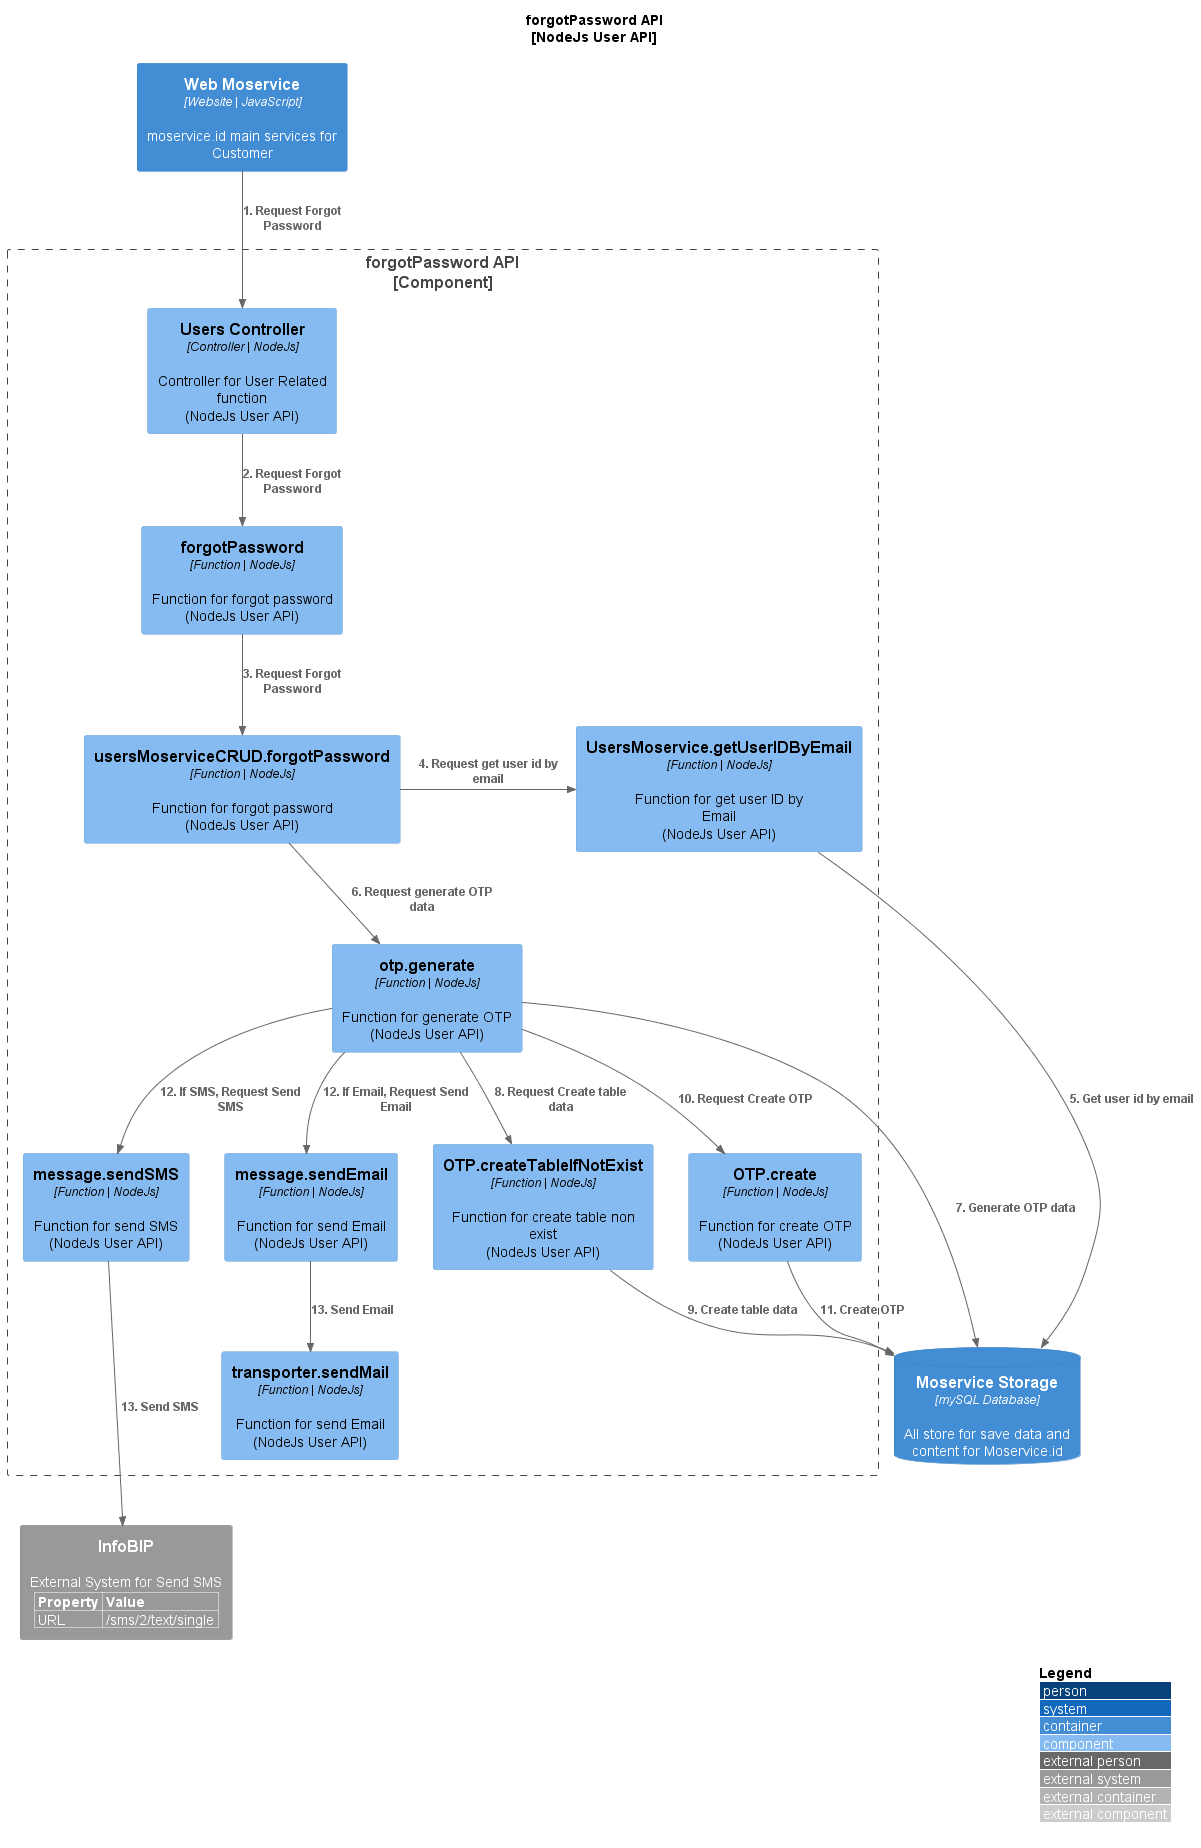 forgotPassword API
[NodeJs User API]
Web Moservice
[Website | JavaScript]
moservice.id main services for
Customer
1. Request Forgot
Password
forgotPassword API
[Component]
Users Controller
[Controller | NodeJs]
Controller for User Related
function
(NodeJs User API)
2. Request Forgot
Password
forgotPassword
[Function | NodeJs]
Function for forgot password
(NodeJs User API)
3. Request Forgot
Password
usersMoserviceCRUD.forgotPassword
[Function | NodeJs]
Function for forgot password
(NodeJs User API)
4. Request get user id by
email
UsersMoservice.getUserIDByEmail
[Function | NodeJs]
Function for get user ID by
Email
(NodeJs User API)
6. Request generate OTP
data
otp.generate
[Function | NodeJs]
Function for generate OTP
(NodeJs User API)
12. If SMS, Request Send
SMS
12. If Email, Request Send
Email
8. Request Create table
data
10. Request Create OTP
5. Get user id by email
message.sendSMS
[Function | NodeJs]
Function for send SMS
(NodeJs User API)
message.sendEmail
[Function | NodeJs]
Function for send Email
(NodeJs User API)
OTP.createTableIfNotExist
[Function | NodeJs]
Function for create table non
exist
(NodeJs User API)
OTP.create
[Function | NodeJs]
Function for create OTP
(NodeJs User API)
7. Generate OTP data
13. Send Email
9. Create table data
11. Create OTP
transporter.sendMail
[Function | NodeJs]
Function for send Email
(NodeJs User API)
13. Send SMS
Moservice Storage
[mySQL Database]
All store for save data and
content for Moservice.id
infoBIP
External System for Send SMS
Property Value
URL /sms/2/text/single
Legend
person
system
container
component
external person
external system
external container
external component